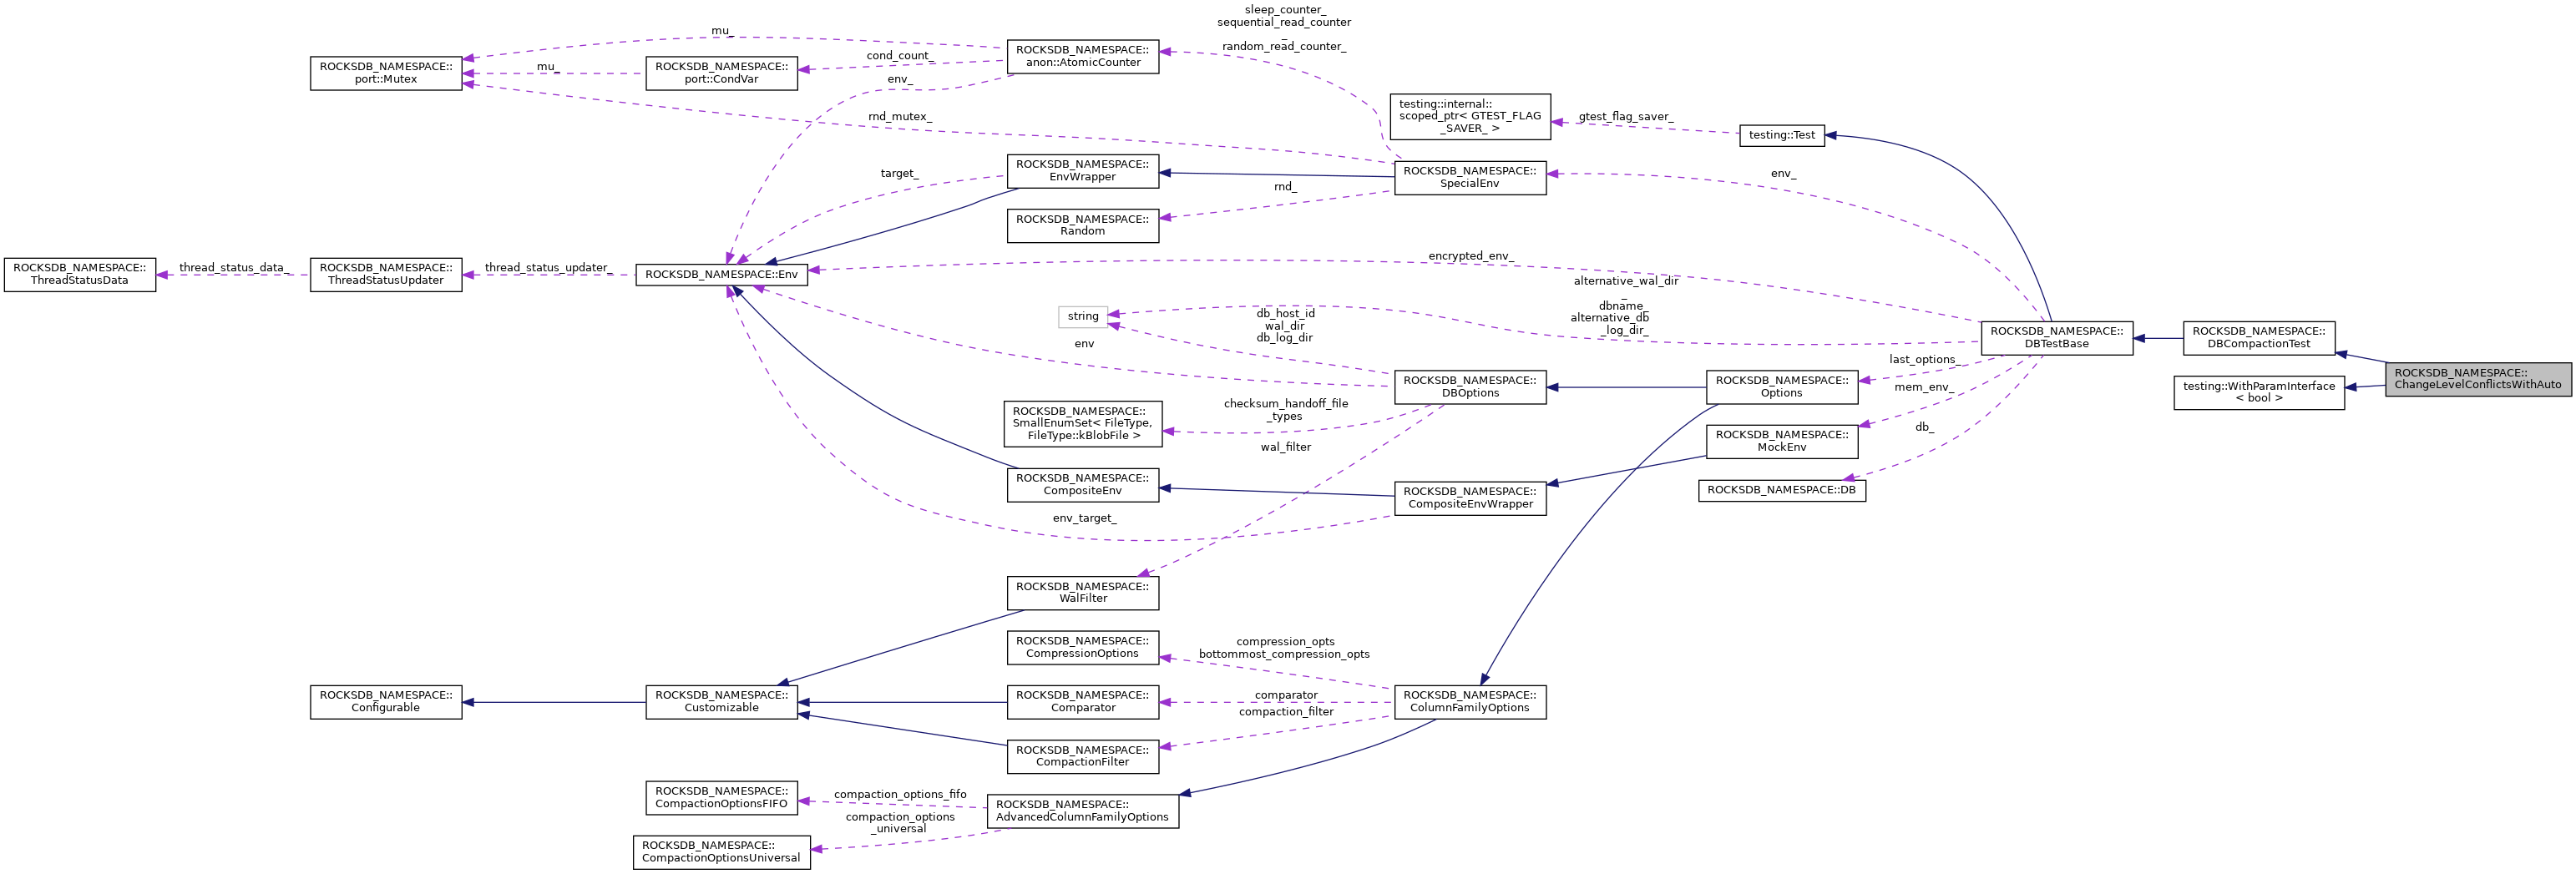 sleep_counter_
sequential_read_counter
_
random_read_counter_
mu_
ROCKSDB_NAMESPACE::
anon::AtomicCounter
cond_count_
ROCKSDB_NAMESPACE::
port::Mutex
mu_
ROCKSDB_NAMESPACE::
port::CondVar
env_
testing::internal::
scoped_ptr< GTEST_FLAG
_SAVER_ >
gtest_flag_saver_
testing::Test
rnd_mutex_
ROCKSDB_NAMESPACE::
EnvWrapper
target_
ROCKSDB_NAMESPACE::
SpecialEnv
env_
rnd_
ROCKSDB_NAMESPACE::
Random
ROCKSDB_NAMESPACE::
ThreadStatusData
thread_status_data_
ROCKSDB_NAMESPACE::
ThreadStatusUpdater
thread_status_updater_
ROCKSDB_NAMESPACE::Env
encrypted_env_
alternative_wal_dir
_
dbname_
alternative_db
_log_dir_
string
db_host_id
wal_dir
db_log_dir
env
ROCKSDB_NAMESPACE::
DBTestBase
ROCKSDB_NAMESPACE::
DBCompactionTest
last_options_
ROCKSDB_NAMESPACE::
ChangeLevelConflictsWithAuto
testing::WithParamInterface
< bool >
mem_env_
db_
ROCKSDB_NAMESPACE::
DBOptions
ROCKSDB_NAMESPACE::
Options
checksum_handoff_file
_types
ROCKSDB_NAMESPACE::
SmallEnumSet< FileType,
FileType::kBlobFile >
wal_filter
ROCKSDB_NAMESPACE::
MockEnv
ROCKSDB_NAMESPACE::DB
ROCKSDB_NAMESPACE::
CompositeEnv
ROCKSDB_NAMESPACE::
CompositeEnvWrapper
env_target_
ROCKSDB_NAMESPACE::
WalFilter
ROCKSDB_NAMESPACE::
CompressionOptions
compression_opts
bottommost_compression_opts
ROCKSDB_NAMESPACE::
Configurable
ROCKSDB_NAMESPACE::
Customizable
ROCKSDB_NAMESPACE::
Comparator
comparator
compaction_filter
ROCKSDB_NAMESPACE::
ColumnFamilyOptions
ROCKSDB_NAMESPACE::
CompactionFilter
ROCKSDB_NAMESPACE::
CompactionOptionsFIFO
compaction_options_fifo
compaction_options
_universal
ROCKSDB_NAMESPACE::
AdvancedColumnFamilyOptions
ROCKSDB_NAMESPACE::
CompactionOptionsUniversal